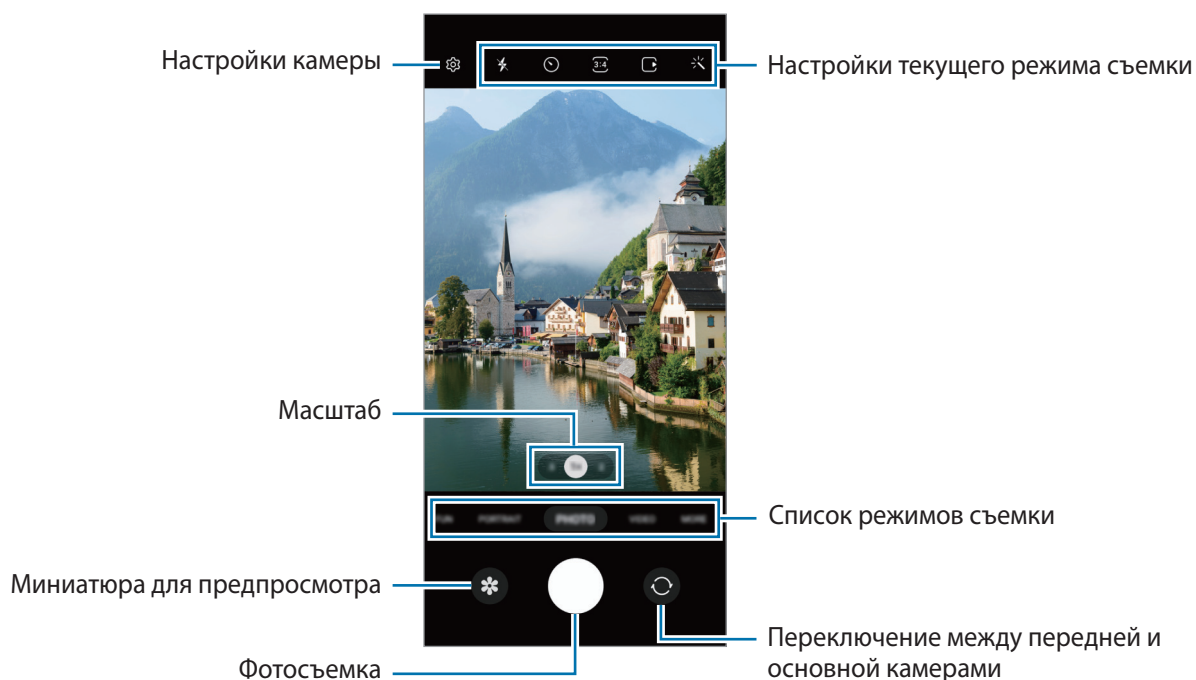 Настройки камеры
3:4
Настройки текущего режима съемки
Масштаб
FUN PORTRAIT PHOTO VIDEO MORE
Список режимов съемки
Миниатюра для предпросмотра
Фотосъемка
Переключение между передней и
основной камерами